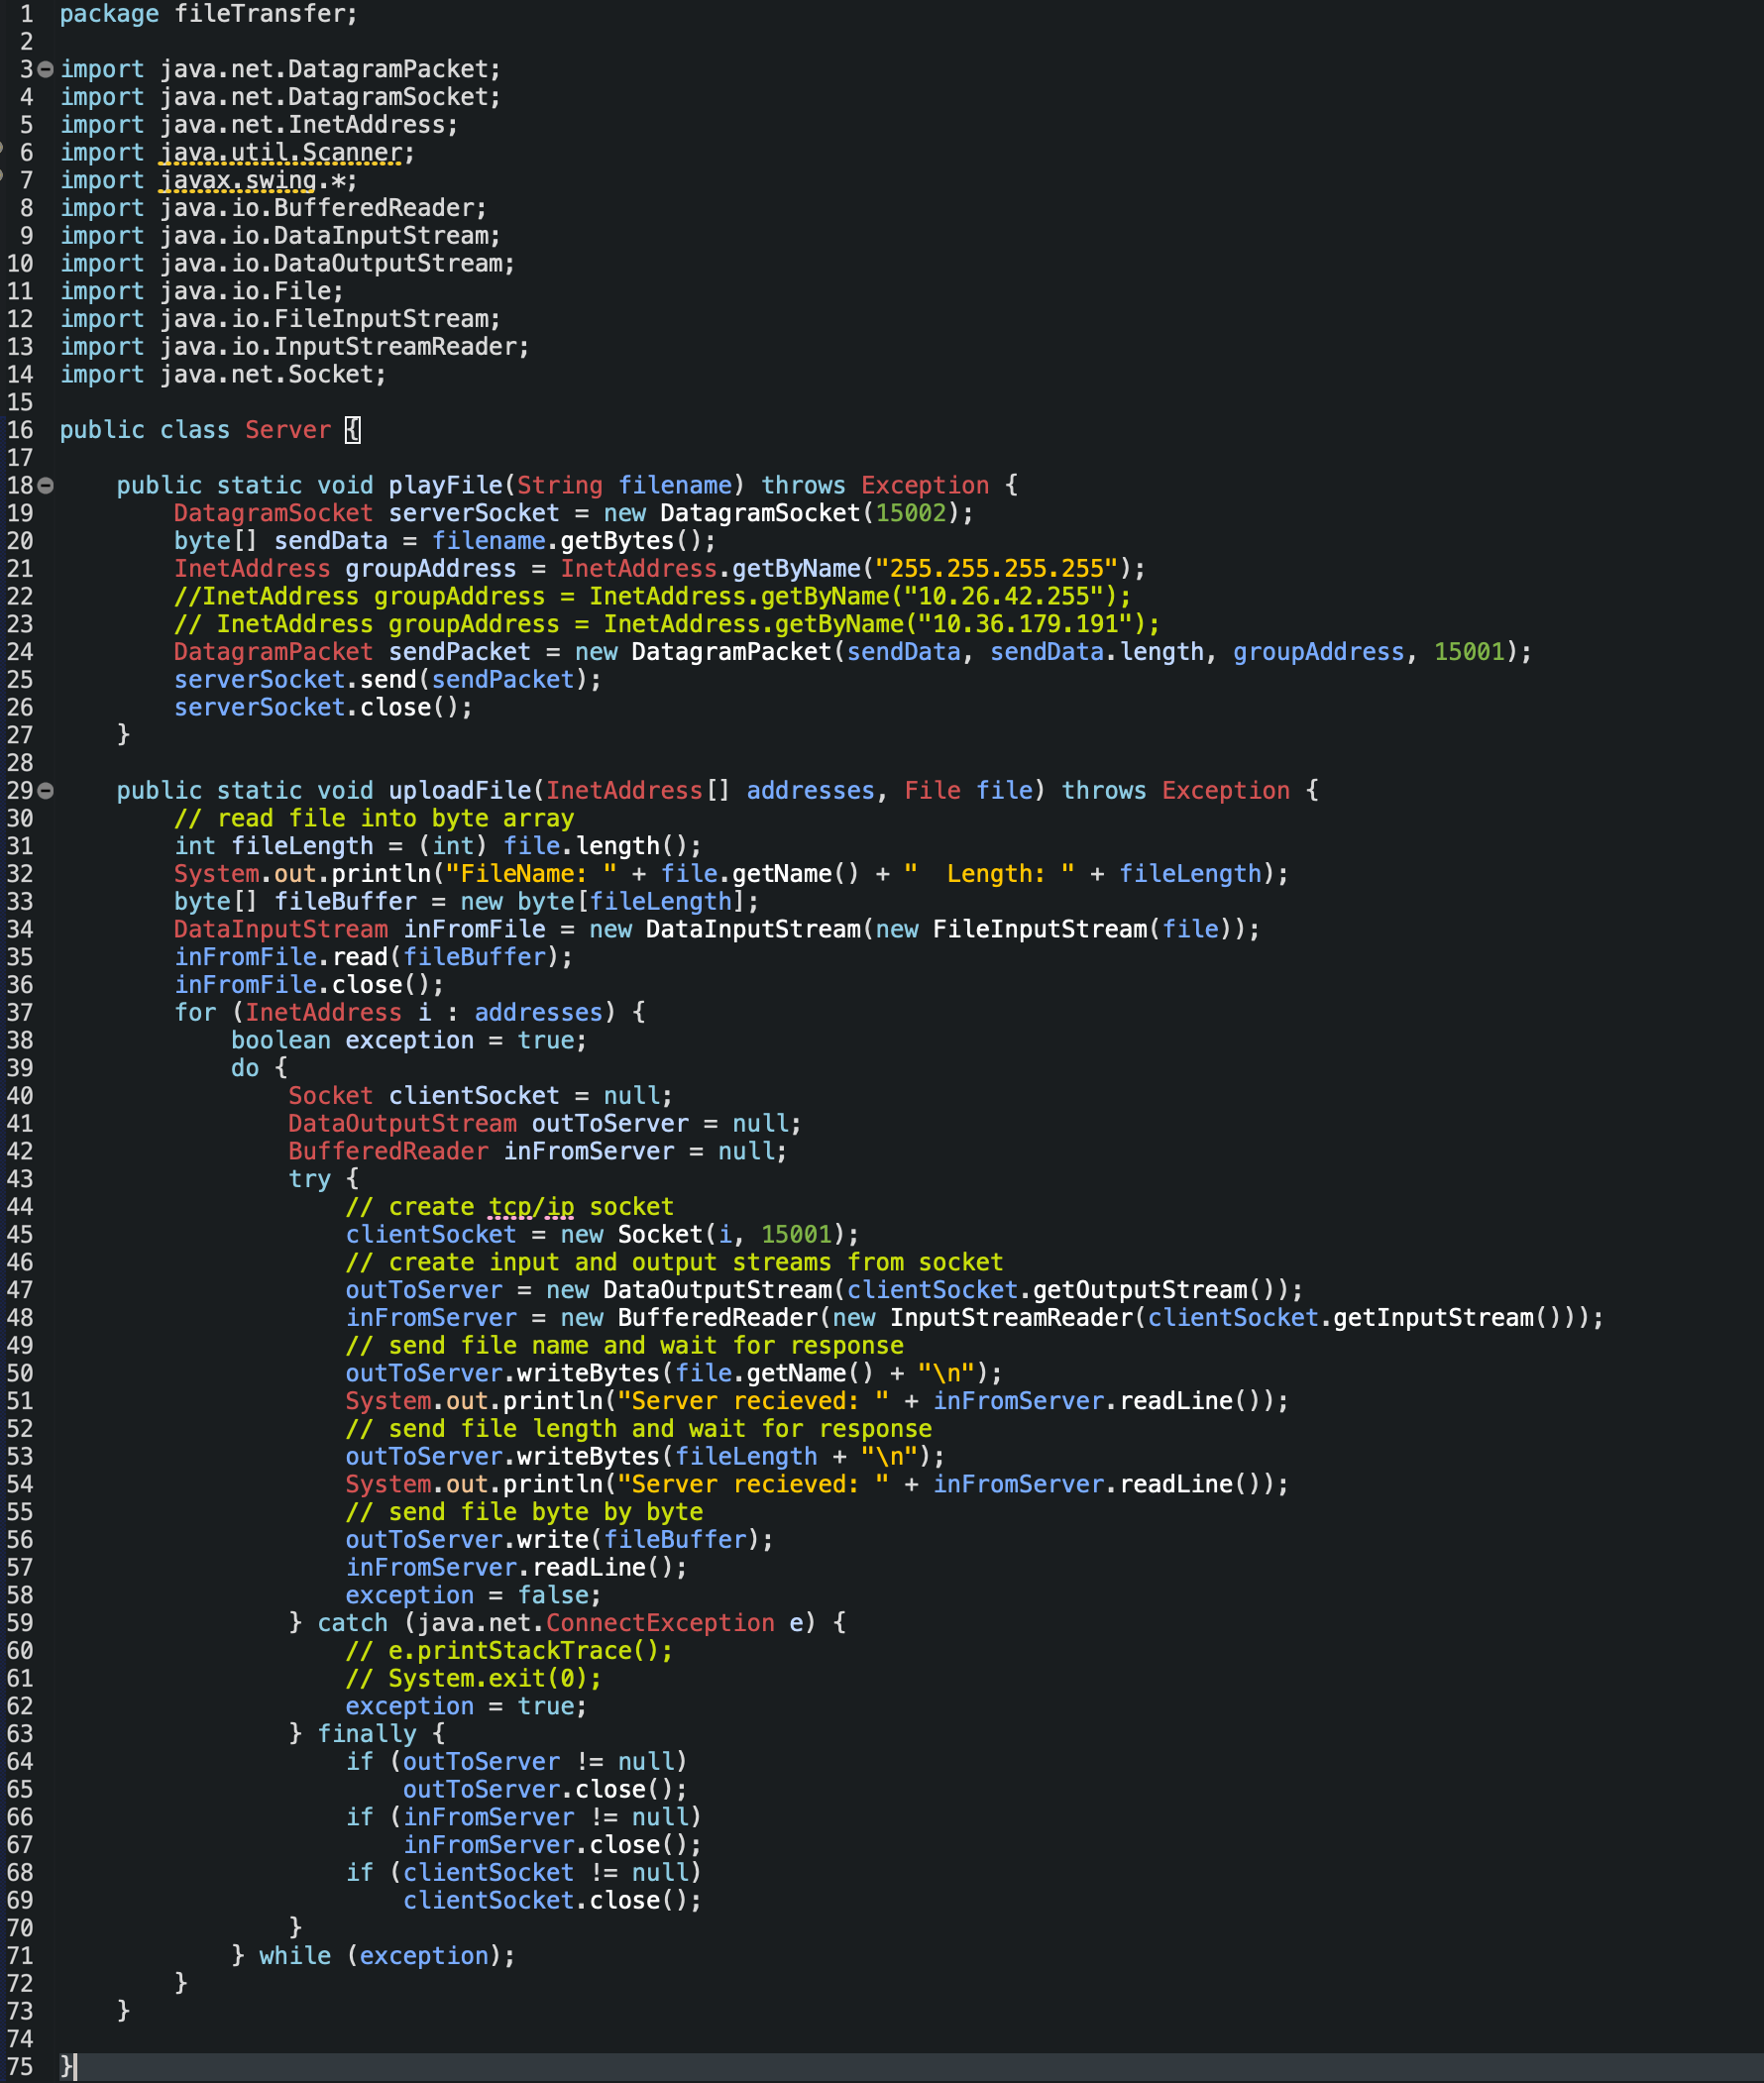 1 package fileTransfer;
2
3 import java.net.DatagramPacket;
4 import java.net.DatagramSocket;
5 import java.net.InetAddress;
6 import java.util.Scanner;
7 import javax.swing.*;
8 import java.io.BufferedReader;
9 import java.io.DataInputStream;
10 import java.io.DataOutputStream;
11 import java.io.File;
12 import java.io.FileInputStream;
13 import java.io.InputStreamReader;
14 import java.net.Socket;
15
16 public class Server {
17
18     public static void playFile(String filename) throws Exception {
19         DatagramSocket serverSocket = new DatagramSocket(15002);
20         byte[] sendData = filename.getBytes();
21         InetAddress groupAddress = InetAddress.getByName("255.255.255.255");
22         //InetAddress groupAddress = InetAddress.getByName("10.26.42.255");
23         // InetAddress groupAddress = InetAddress.getByName("10.36.179.191");
24         DatagramPacket sendPacket = new DatagramPacket(sendData, sendData.length, groupAddress, 15001);
25         serverSocket.send(sendPacket);
26         serverSocket.close();
27     }
28
29     public static void uploadFile(InetAddress[] addresses, File file) throws Exception {
30         // read file into byte array
31         int fileLength = (int) file.length();
32         System.out.println("FileName: " + file.getName() + "  Length: " + fileLength);
33         byte[] fileBuffer = new byte[fileLength];
34         DataInputStream inFromFile = new DataInputStream(new FileInputStream(file));
35         inFromFile.read(fileBuffer);
36         inFromFile.close();
37         for (InetAddress i : addresses) {
38             boolean exception = true;
39             do {
40                 Socket clientSocket = null;
41                 DataOutputStream outToServer = null;
42                 BufferedReader inFromServer = null;
43                 try {
44                     // create tcp/ip socket
45                     clientSocket = new Socket(i, 15001);
46                     // create input and output streams from socket
47                     outToServer = new DataOutputStream(clientSocket.getOutputStream());
48                     inFromServer = new BufferedReader(new InputStreamReader(clientSocket.getInputStream()));
49                     // send file name and wait for response
50                     outToServer.writeBytes(file.getName() + "\n");
51                     System.out.println("Server recieved: " + inFromServer.readLine());
52                     // send file length and wait for response
53                     outToServer.writeBytes(fileLength + "\n");
54                     System.out.println("Server recieved: " + inFromServer.readLine());
55                     // send file byte by byte
56                     outToServer.write(fileBuffer);
57                     inFromServer.readLine();
58                     exception = false;
59                 } catch (java.net.ConnectException e) {
60                     // e.printStackTrace();
61                     // System.exit(0);
62                     exception = true;
63                 } finally {
64                     if (outToServer != null)
65                         outToServer.close();
66                     if (inFromServer != null)
67                         inFromServer.close();
68                     if (clientSocket != null)
69                         clientSocket.close();
70                 }
71             } while (exception);
72         }
73     }
74
75 }